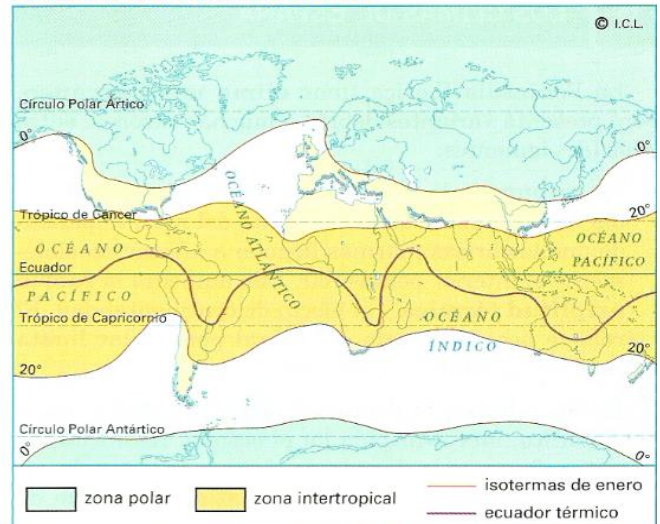 © I.C.L.
Círculo Polar Ártico
0°
0°
Trópico de Cáncer
20°
OCÉANO ATLÁNTICO
OCÉANO
PACÍFICO
OCÉANO
PACÍFICO
Ecuador
Trópico de Capricornio
OCÉANO
ÍNDICO
20°
20°
Círculo Polar Antártico
0°
0°
zona polar
zona intertropical
isotermas de enero
ecuador térmico